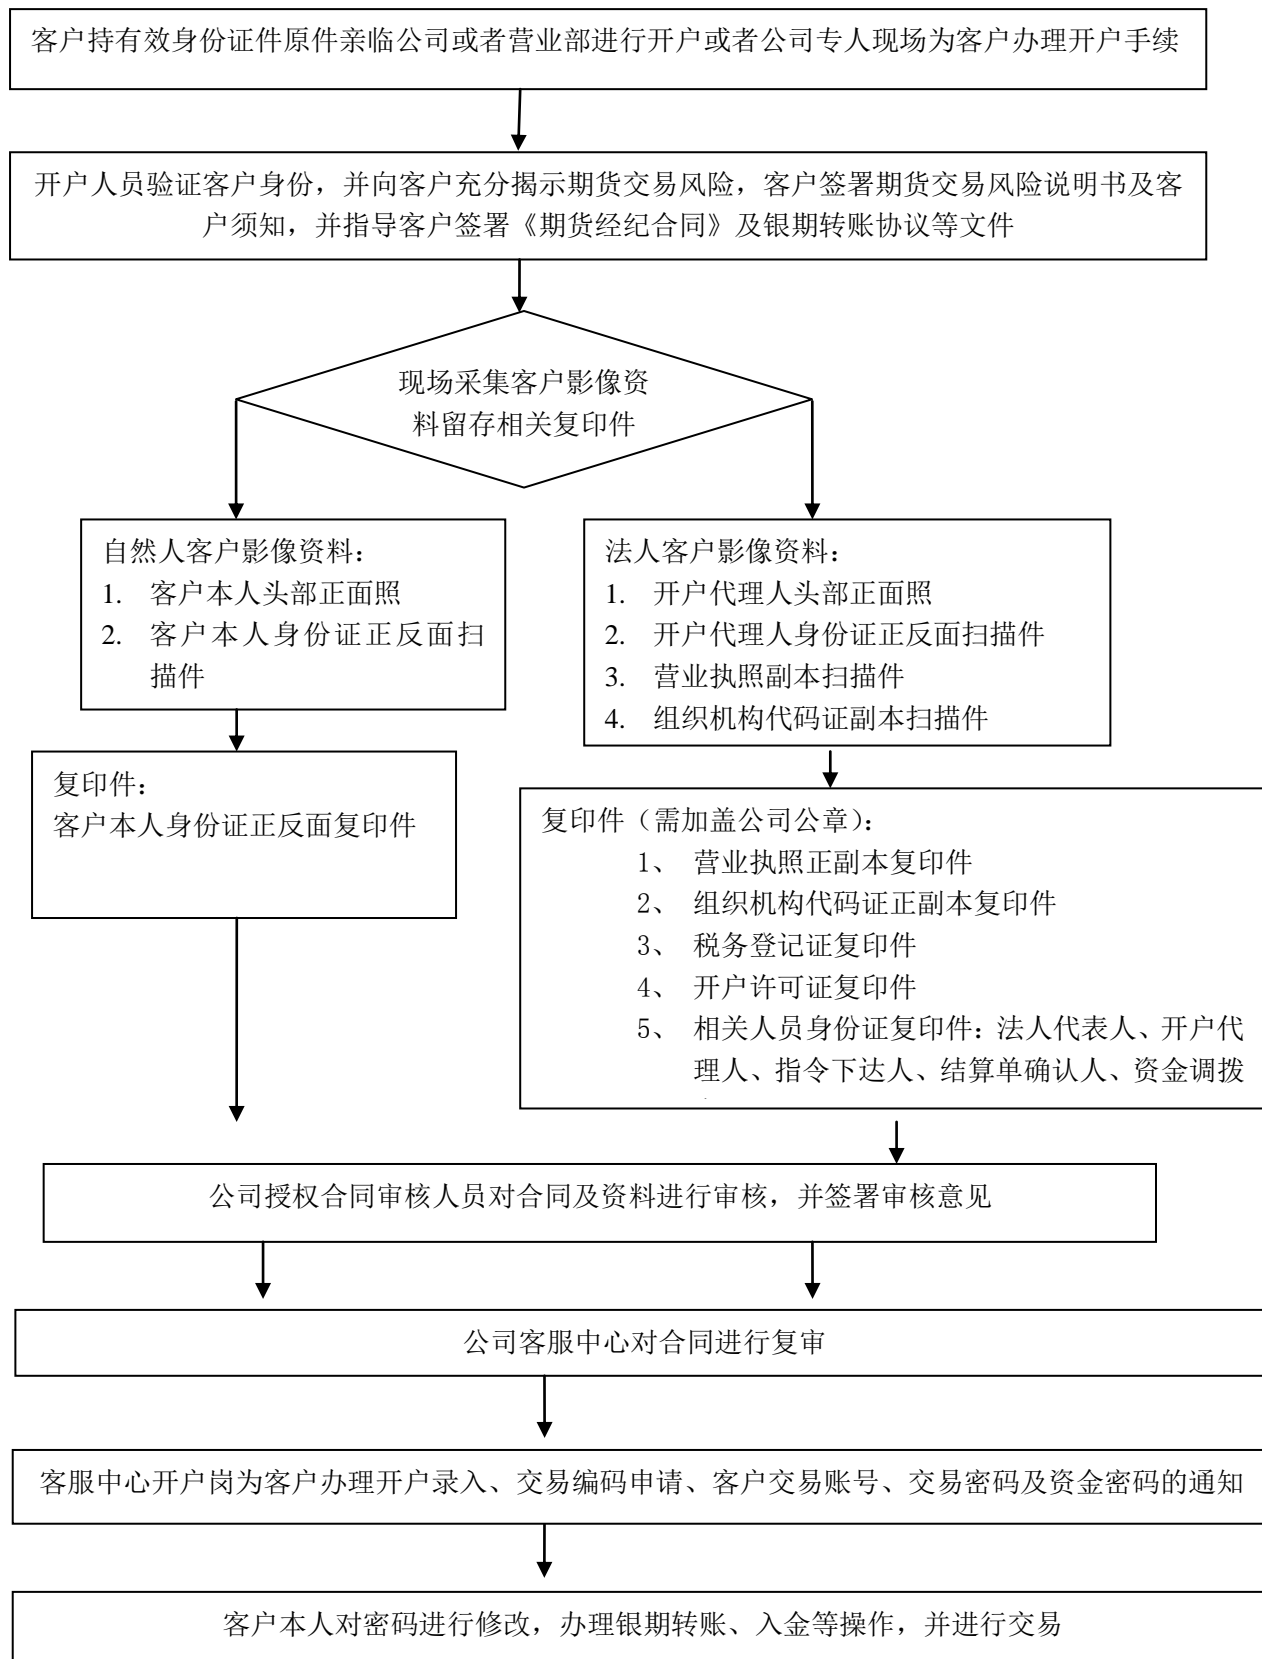 客户持有效身份证件原件亲临公司或者营业部进行开户或者公司专人现场为客户办理开户手续
开户人员验证客户身份，并向客户充分揭示期货交易风险，客户签署期货交易风险说明书及客
户须知，并指导客户签署《期货经纪合同》及银期转账协议等文件
现场采集客户影像资
料留存相关复印件
自然人客户影像资料：
1. 客户本人头部正面照
2. 客户本人身份证正反面扫
描件
法人客户影像资料：
1. 开户代理人头部正面照
2. 开户代理人身份证正反面扫描件
3. 营业执照副本扫描件
4. 组织机构代码证副本扫描件
复印件：
客户本人身份证正反面复印件
复印件（需加盖公司公章）：
1、 营业执照正副本复印件
2、 组织机构代码证正副本复印件
3、 税务登记证复印件
4、 开户许可证复印件
5、 相关人员身份证复印件：法人代表人、开户代
理人、指令下达人、结算单确认人、资金调拨
公司授权合同审核人员对合同及资料进行审核，并签署审核意见
公司客服中心对合同进行复审
客服中心开户岗为客户办理开户录入、交易编码申请、客户交易账号、交易密码及资金密码的通知
客户本人对密码进行修改，办理银期转账、入金等操作，并进行交易